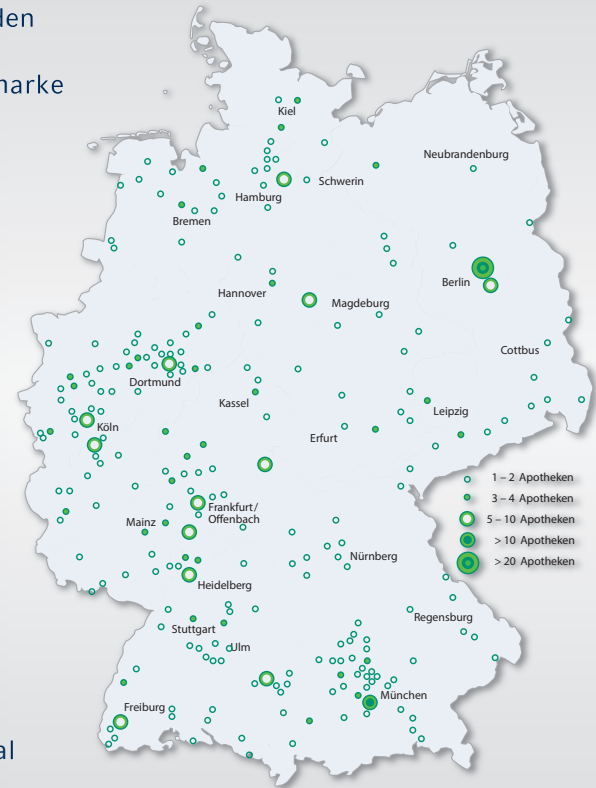 den
marke
Kiel
Neubrandenburg
Schwerin
Hamburg
Bremen
Berlin
Hannover
Magdeburg
Cottbus
Dortmund
Kassel
Leipzig
Köln
Erfurt
1 – 2 Apotheken
3 – 4 Apotheken
5 – 10 Apotheken
> 10 Apotheken
> 20 Apotheken
Frankfurt/
Offenbach
Mainz
Nürnberg
Heidelberg
Regensburg
Stuttgart
Ulm
München
Freiburg
al